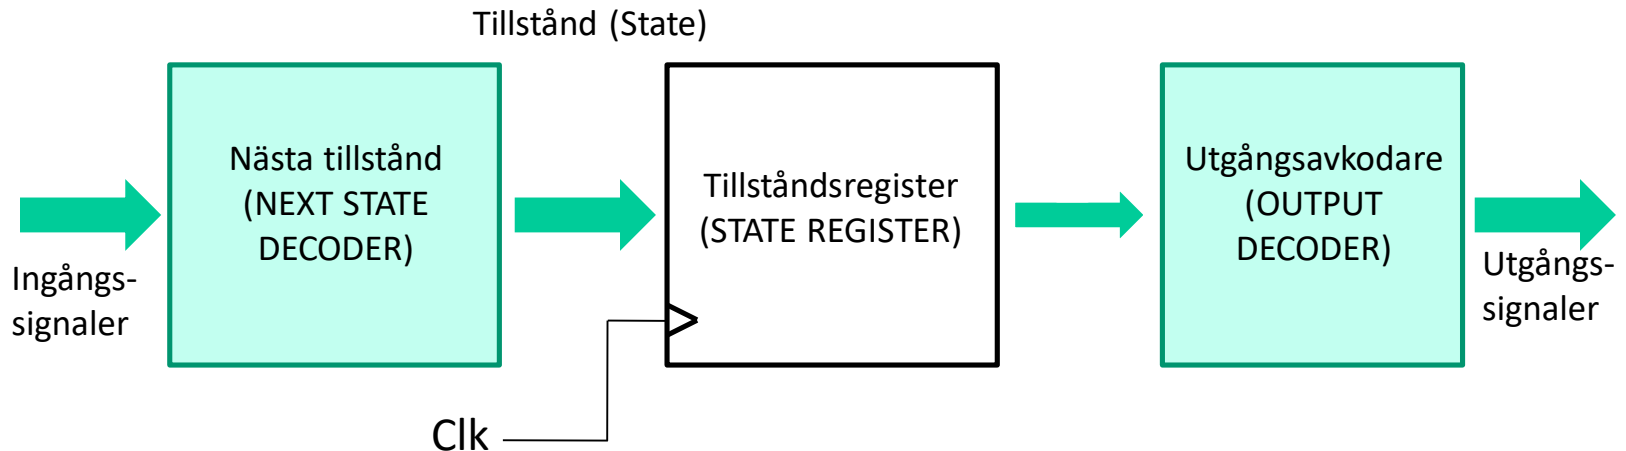 Tillstånd (State)
Nästa tillstånd
(NEXT STATE
DECODER)
Tillståndsregister
(STATE REGISTER)
Utgångsavkodare
(OUTPUT
DECODER)
Ingångs-
signaler
Utgångs-
signaler
Clk